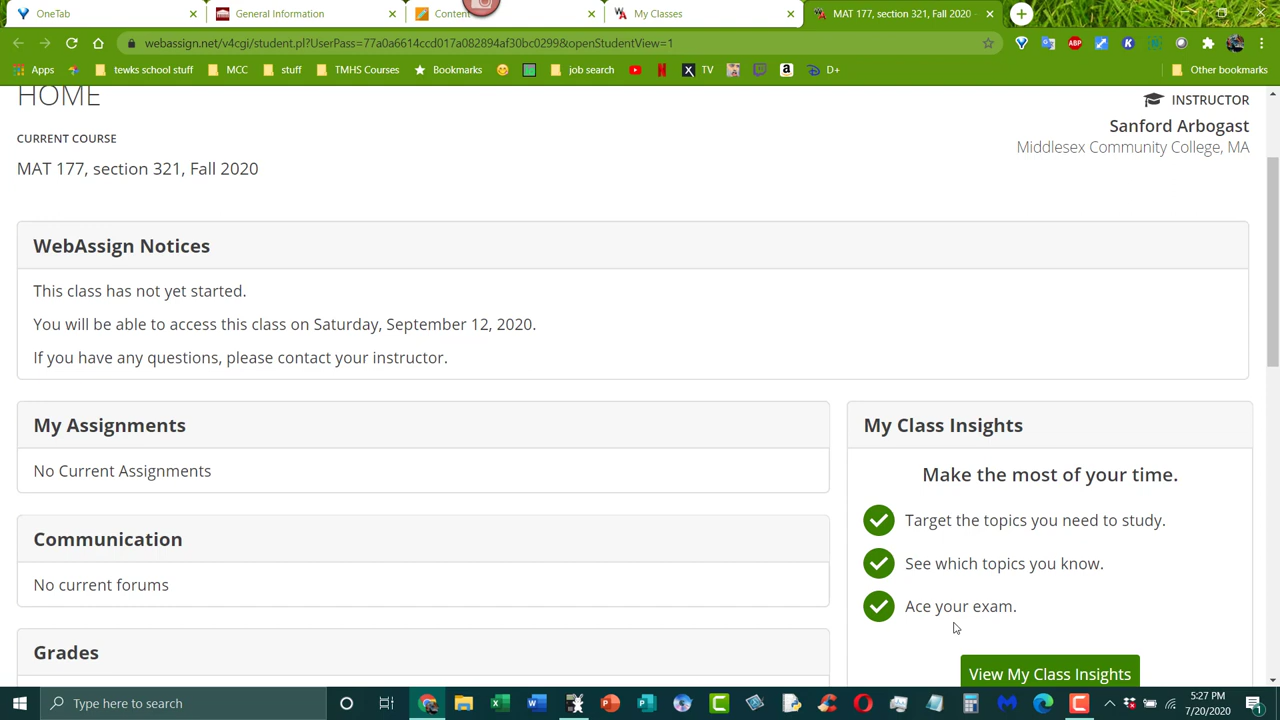 OneTab
General Information
Content
My Classes
MAT 177, section 321, Fall 2020
webassign.net/v4cgi/student.pl?UserPass=77a0a6614ccd017a082894af30bc0299&openStudentView=1
Apps
tewks school stuff
MCC
stuff
TMHS Courses
Bookmarks
job search
TV
D+
Other bookmarks
HOME
INSTRUCTOR
Sanford Arbogast
CURRENT COURSE
Middlesex Community College, MA
MAT 177, section 321, Fall 2020
WebAssign Notices
This class has not yet started.
You will be able to access this class on Saturday, September 12, 2020.
If you have any questions, please contact your instructor.
My Assignments
No Current Assignments
Communication
No current forums
Grades
My Class Insights
Make the most of your time.
Target the topics you need to study.
See which topics you know.
Ace your exam.
View My Class Insights
Type here to search
5:27 PM
7/20/2020